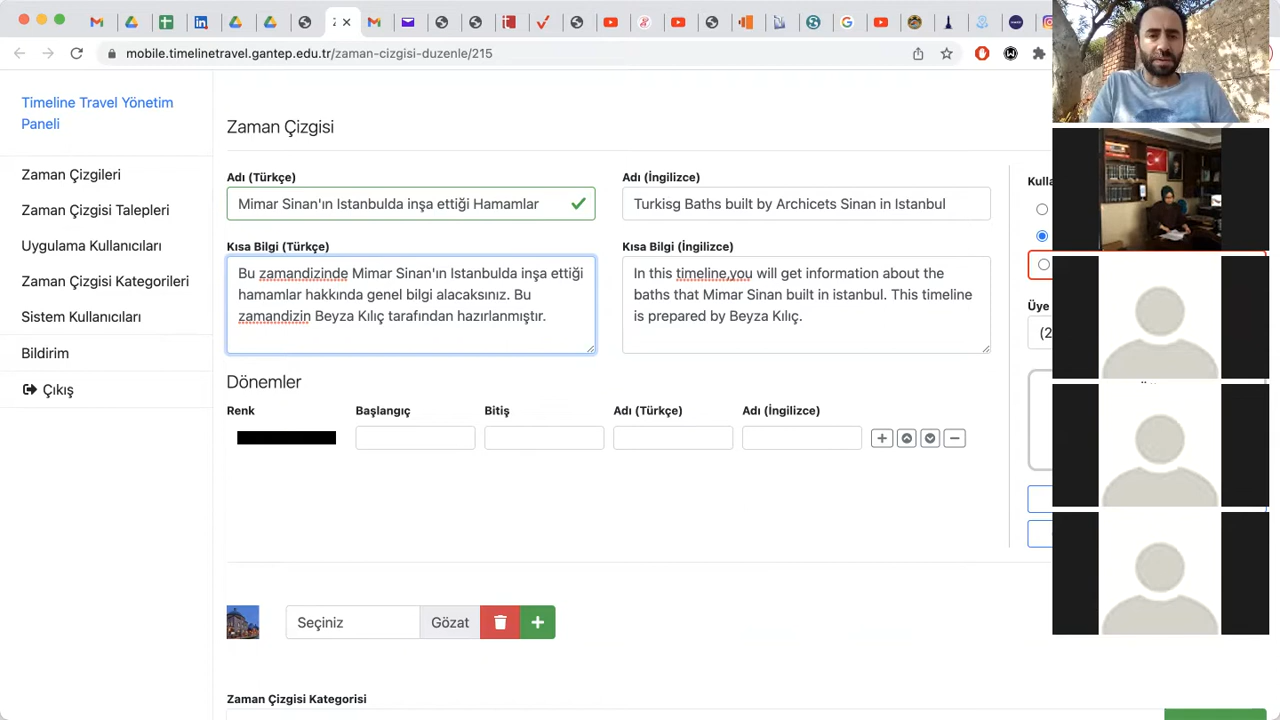 2
mobile.timelinetravel.gantep.edu.tr/zaman-cizgisi-duzenle/215
Timeline Travel Yönetim
Paneli
Zaman Çizgileri
Zaman Çizgisi Talepleri
Uygulama Kullanıcıları
Zaman Çizgisi Kategorileri
Sistem Kullanıcıları
Bildirim
Çıkış
Zaman Çizgisi
Adı (Türkçe)
Mimar Sinan'ın Istanbulda inşa ettiği Hamamlar
Adı (İngilizce)
Turkisg Baths built by Archicets Sinan in Istanbul
Kısa Bilgi (Türkçe)
Bu zamandizinde Mimar Sinan'ın Istanbulda inşa ettiği
hamamlar hakkında genel bilgi alacaksınız. Bu
zamandizin Beyza Kılıç tarafından hazırlanmıştır.
Kısa Bilgi (İngilizce)
In this timeline,you will get information about the
baths that Mimar Sinan built in istanbul. This timeline
is prepared by Beyza Kılıç.
Dönemler
Renk Başlangıç Bitiş Adı (Türkçe) Adı (İngilizce)
Seçiniz Gözat
Zaman Çizgisi Kategorisi
Kulla
Üye
(2